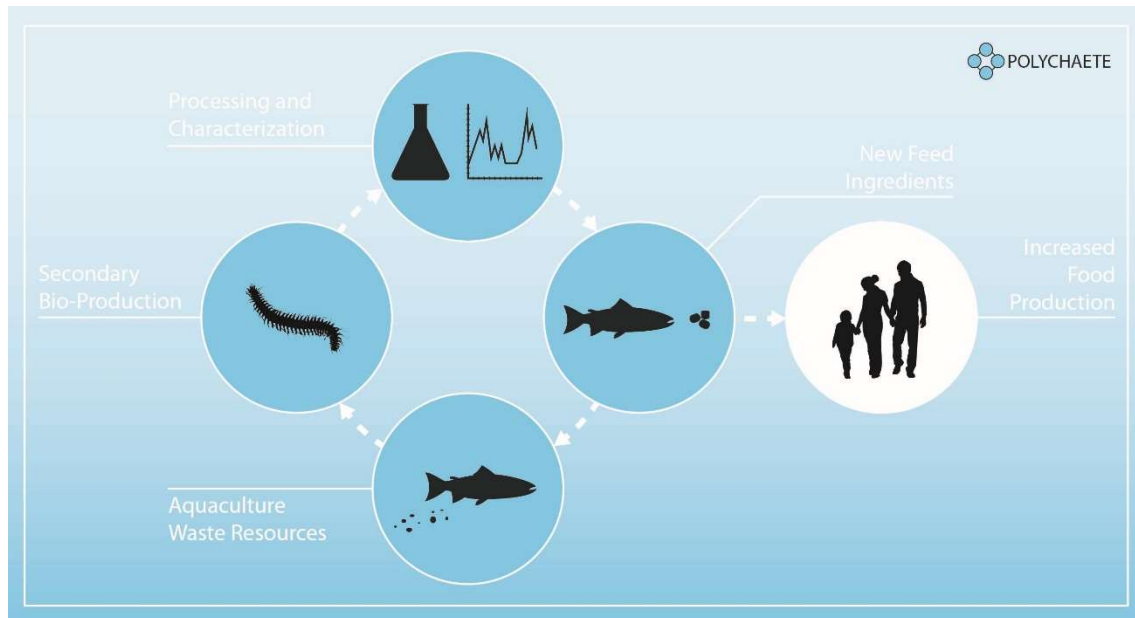 POLYCHAETE
Processing and
Characterization
New Feed
Ingredients
Secondary
Bio-Production
Increased
Food
Production
Aquaculture
Waste Resources